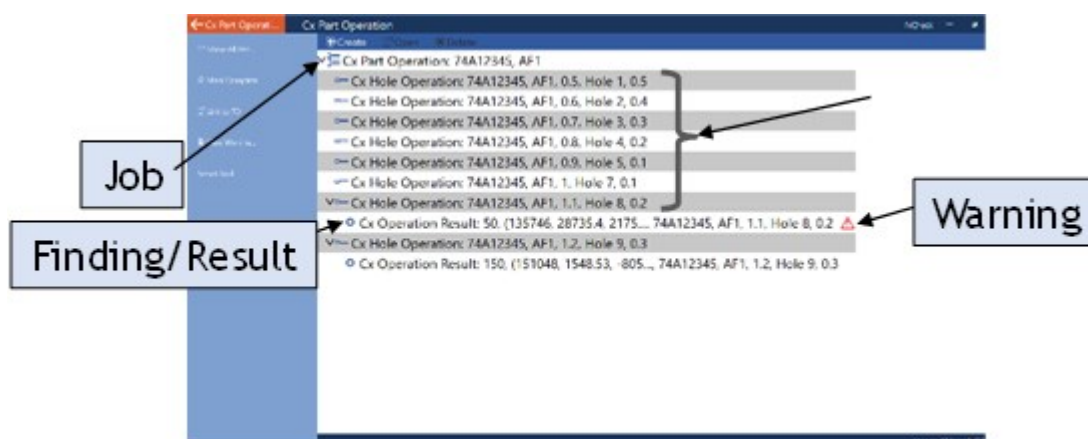 Cx Part Operat...
Cx Part Operation
Create Open Delete
Cx Part Operation: 74A12345, AF1
Cx Hole Operation: 74A12345, AF1, 0.5, Hole 1, 0.5
Cx Hole Operation: 74A12345, AF1, 0.6, Hole 2, 0.4
Cx Hole Operation: 74A12345, AF1, 0.7, Hole 3, 0.3
Cx Hole Operation: 74A12345, AF1, 0.8, Hole 4, 0.2
Cx Hole Operation: 74A12345, AF1, 0.9, Hole 5, 0.1
Cx Hole Operation: 74A12345, AF1, 1, Hole 7, 0.1
Job
Cx Hole Operation: 74A12345, AF1, 1.1, Hole 8, 0.2
Cx Operation Result: 50, (135746, 28735.4, 2175..., 74A12345, AF1, 1.1, Hole 8, 0.2
Warning
Finding/Result
Cx Hole Operation: 74A12345, AF1, 1.2, Hole 9, 0.3
Cx Operation Result: 150, (151048, 1548.53, -805..., 74A12345, AF1, 1.2, Hole 9, 0.3